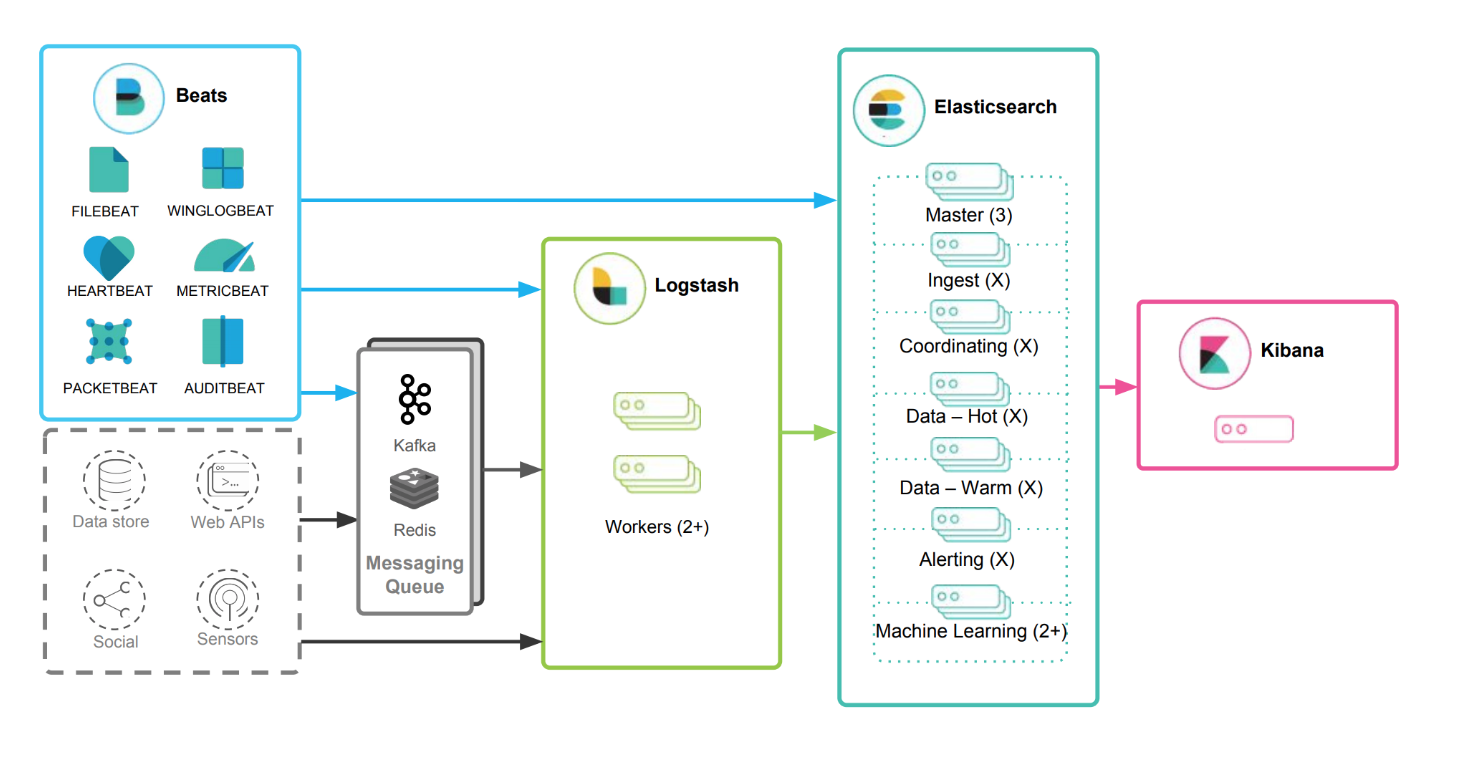 Beats
FILEBEAT
WINGLOGBEAT
HEARTBEAT
METRICBEAT
PACKETBEAT
AUDITBEAT
Data store
Web APIs
Social
Sensors
Kafka
Redis
Messaging
Queue
Logstash
Workers (2+)
Elasticsearch
Master (3)
Ingest (X)
Coordinating (X)
Data – Hot (X)
Data – Warm (X)
Alerting (X)
Machine Learning (2+)
Kibana